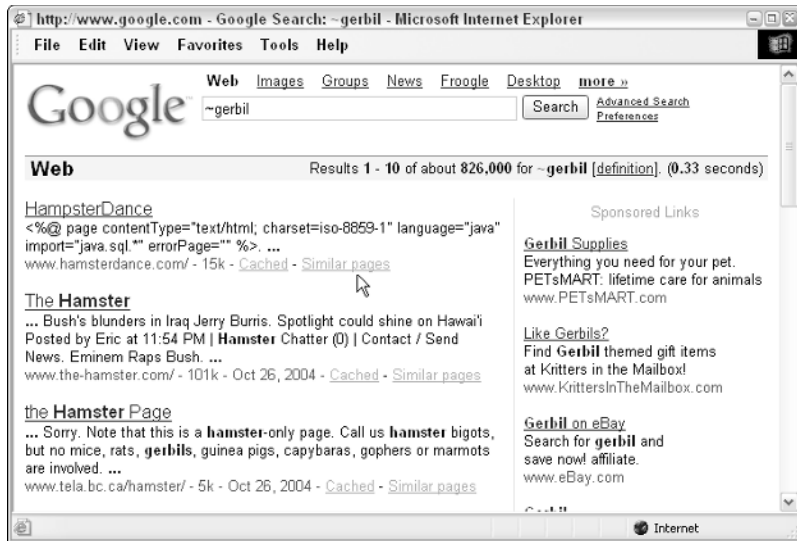 http://www.google.com - Google Search: ~gerbil - Microsoft Internet Explorer
File Edit View Favorites Tools Help
Google™
Web Images Groups News Froogle Desktop more »
~gerbil
Search
Advanced Search
Preferences
Web
Results 1 - 10 of about 826,000 for ~gerbil [definition]. (0.33 seconds)
HampsterDance
<%@ page contentType="text/html; charset=iso-8859-1" language="java"
import="java.sql.*" errorPage="" %>. ...
www.hamsterdance.com/ - 15k - Cached - Similar pages
The Hamster
... Bush's blunders in Iraq Jerry Burris. Spotlight could shine on Hawai'i
Posted by Eric at 11:54 PM | Hamster Chatter (0) | Contact / Send
News. Eminem Raps Bush. ...
www.the-hamster.com/ - 101k - Oct 26, 2004 - Cached - Similar pages
the Hamster Page
... Sorry. Note that this is a hamster-only page. Call us hamster bigots,
but no mice, rats, gerbils, guinea pigs, capybaras, gophers or marmots
are involved. ...
www.tela.bc.ca/hamster/ - 5k - Oct 26, 2004 - Cached - Similar pages
Sponsored Links
Gerbil Supplies
Everything you need for your pet.
PETsMART: lifetime care for animals
www.PETsMART.com
Like Gerbils?
Find Gerbil themed gift items
at Kritters in the Mailbox!
www.KrittersInTheMailbox.com
Gerbil on eBay
Search for gerbil and
save now! affiliate.
www.eBay.com
Internet